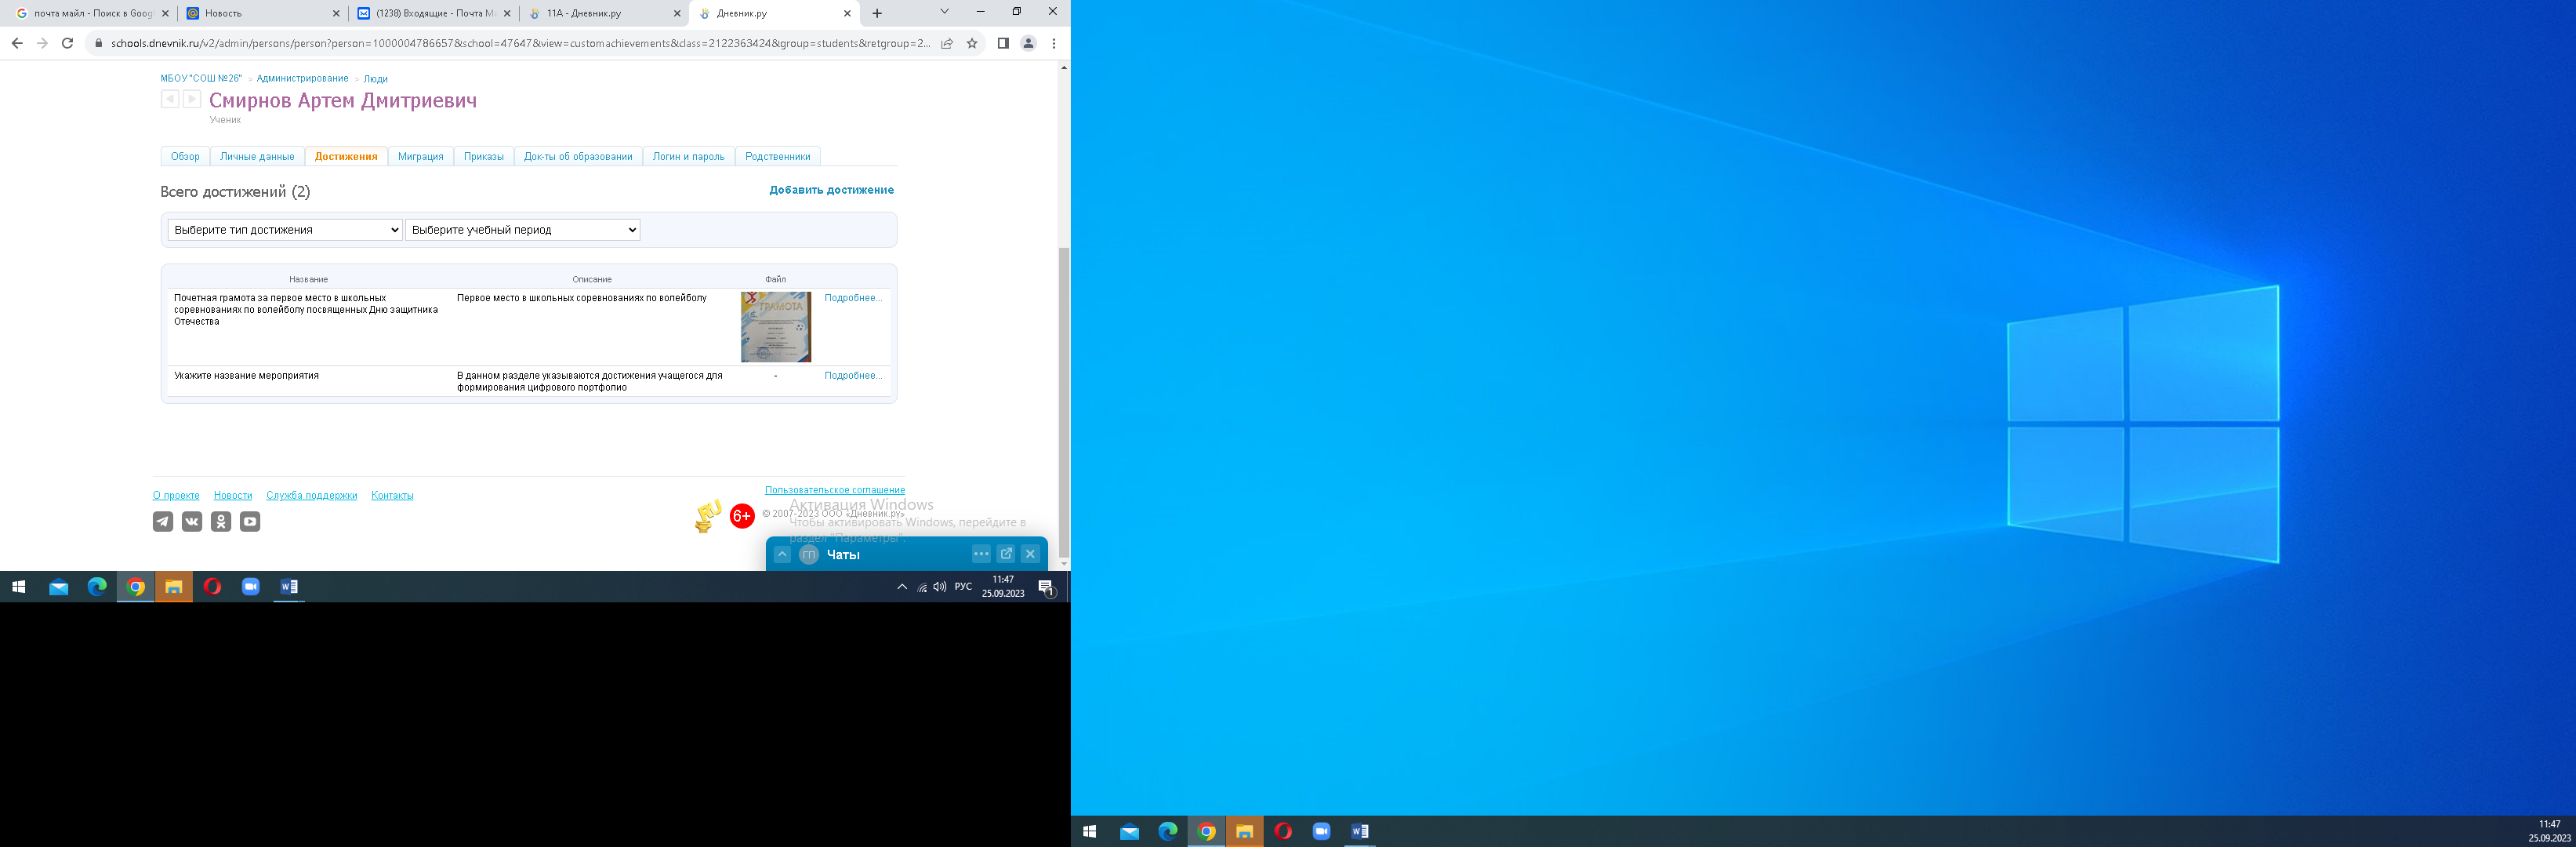 почта майл - Поиск в Goog
Новость
(1238) Входящие - Почта M
11А - Дневник.ру
Дневник.ру
schools.dnevnik.ru/v2/admin/persons/person?person=1000004786657&school=47647&view=customachievements&class=2122363424&group=students&retgroup=2...
МБОУ "СОШ №26" » Администрирование » Люди
Смирнов Артем Дмитриевич
Ученик
Обзор Личные данные Достижения Миграция Приказы Док-ты об образовании Логин и пароль Родственники
Всего достижений (2)
Добавить достижение
Выберите тип достижения Выберите учебный период
Название Описание Файл
Почетная грамота за первое место в школьных
соревнованиях по волейболу посвященных Дню защитника
Отечества
Первое место в школьных соревнованиях по волейболу
ГРАМОТА
Подробнее...
Укажите название мероприятия
В данном разделе указываются достижения учащегося для
формирования цифрового портфолио
-
Подробнее...
О проекте Новости Служба поддержки Контакты
RU
6+
Пользовательское соглашение
© 2007-2023 ООО «Дневник.ру»
Активация Windows
Чтобы активировать Windows, перейдите в
раздел "Параметры".
ГП Чаты
РУС
11:47
25.09.2023
1
11:47
25.09.2023